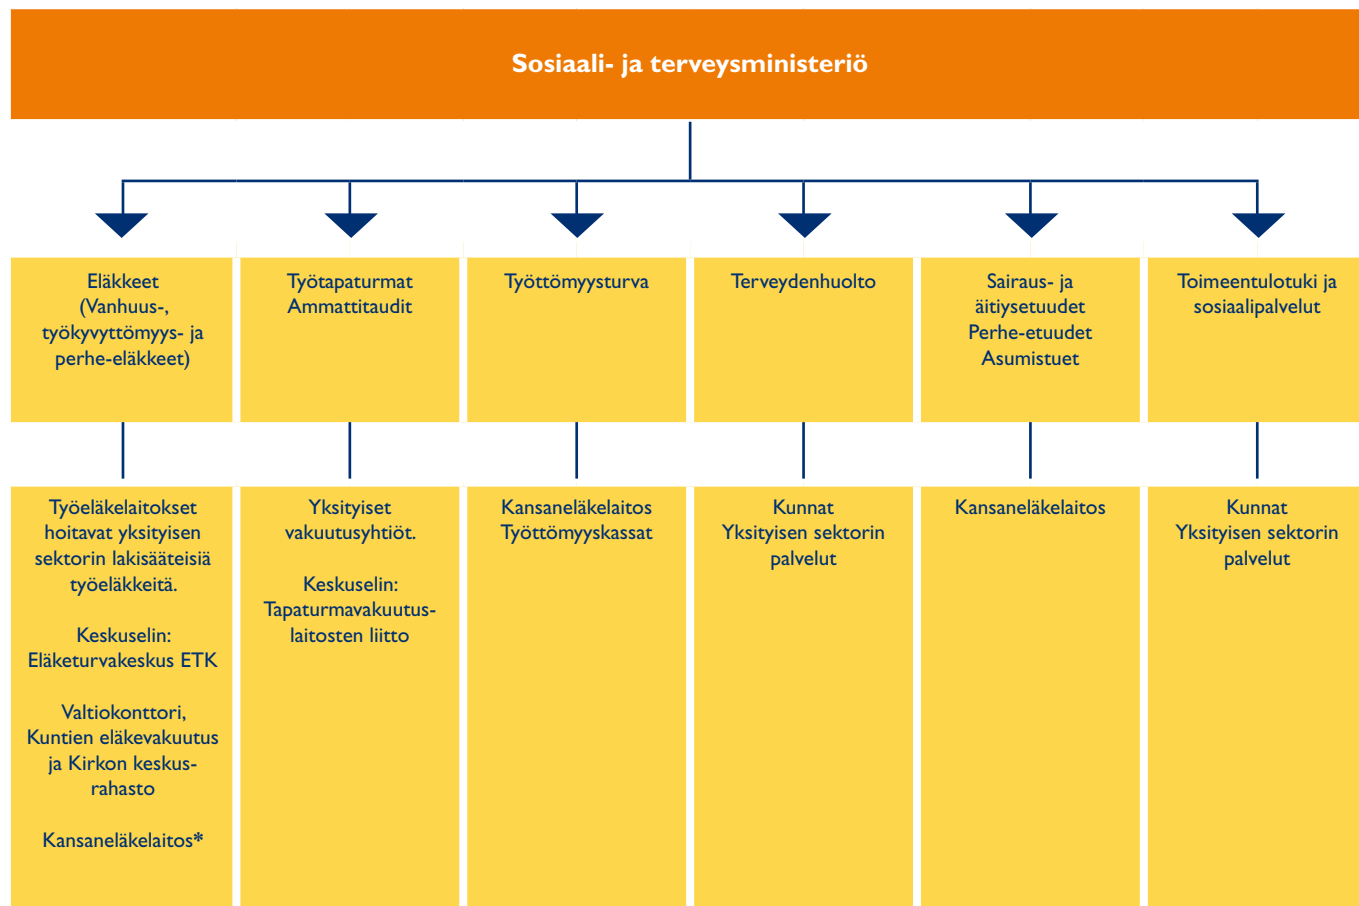 Sosiaali- ja terveysministeriö
Eläkkeet
(Vanhuus-,
työkyvyttömyys- ja
perhe-eläkkeet)
Työtapaturmat
Ammattitaudit
Työttömyysturva
Terveydenhuolto
Sairaus- ja
äitiysetuudet
Perhe-etuudet
Asumistuet
Toimeentulotuki ja
sosiaalipalvelut
Työeläkelaitokset
hoitavat yksityisen
sektorin lakisääteisiä
työeläkkeitä.
Keskuselin:
Eläketurvakeskus ETK
Valtiokonttori,
Kuntien eläkevakuutus
ja Kirkon keskus-
rahasto
Kansaneläkelaitos*
Yksityiset
vakuutusyhtiöt.
Keskuselin:
Tapaturmavakuutus-
laitosten liitto
Kansaneläkelaitos
Työttömyyskassat
Kunnat
Yksityisen sektorin
palvelut
Kansaneläkelaitos
Kunnat
Yksityisen sektorin
palvelut